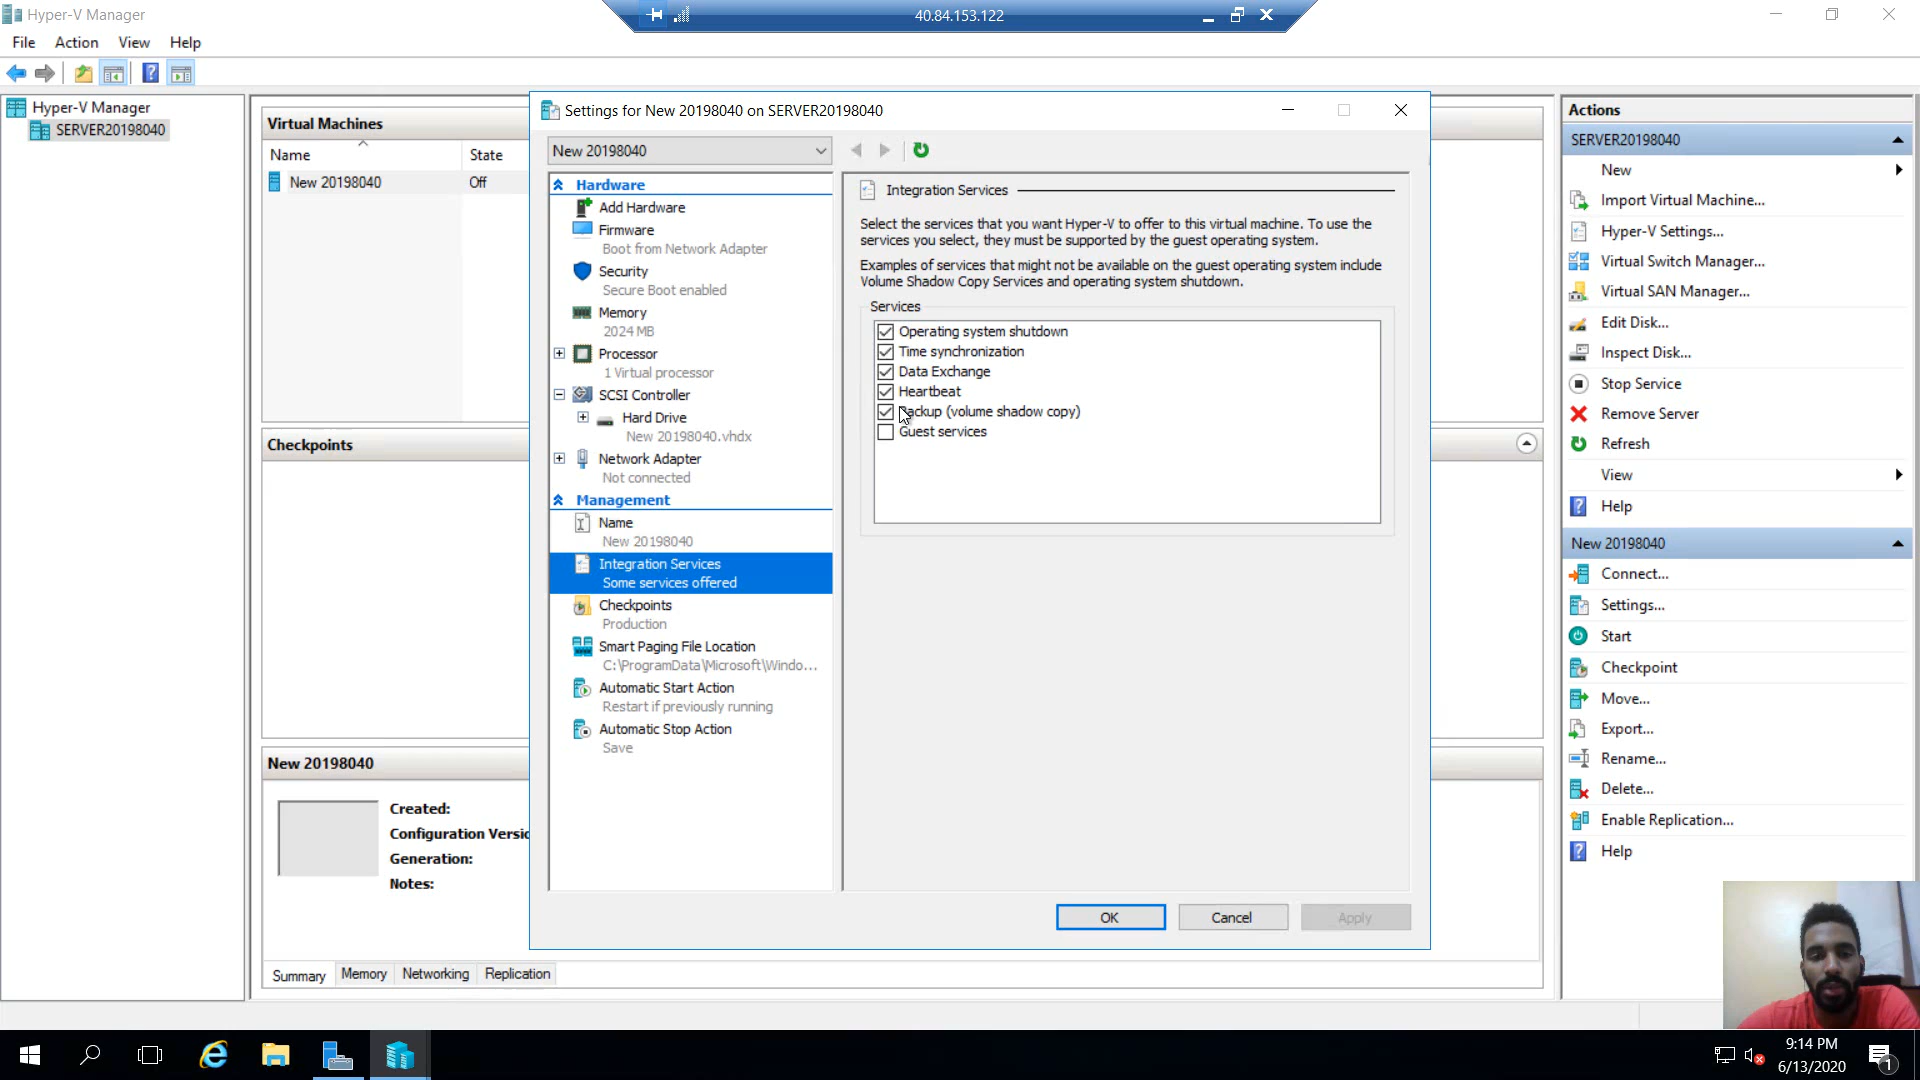 Hyper-V Manager
40.84.153.122
File Action View Help
Hyper-V Manager
SERVER20198040
Virtual Machines
Name State
New 20198040 Off
Checkpoints
New 20198040
Created:
Configuration Versio
Generation:
Notes:
Summary Memory Networking Replication
Settings for New 20198040 on SERVER20198040
New 20198040
Hardware
Add Hardware
Firmware
Boot from Network Adapter
Security
Secure Boot enabled
Memory
2024 MB
Processor
1 Virtual processor
SCSI Controller
Hard Drive
New 20198040.vhdx
Network Adapter
Not connected
Management
Name
New 20198040
Integration Services
Some services offered
Checkpoints
Production
Smart Paging File Location
C:\ProgramData\Microsoft\Windo...
Automatic Start Action
Restart if previously running
Automatic Stop Action
Save
Integration Services
Select the services that you want Hyper-V to offer to this virtual machine. To use the
services you select, they must be supported by the guest operating system.
Examples of services that might not be available on the guest operating system include
Volume Shadow Copy Services and operating system shutdown.
Services
Operating system shutdown
Time synchronization
Data Exchange
Heartbeat
Backup (volume shadow copy)
Guest services
OK Cancel Apply
Actions
SERVER20198040
New
Import Virtual Machine...
Hyper-V Settings...
Virtual Switch Manager...
Virtual SAN Manager...
Edit Disk...
Inspect Disk...
Stop Service
Remove Server
Refresh
View
Help
New 20198040
Connect...
Settings...
Start
Checkpoint
Move...
Export...
Rename...
Delete...
Enable Replication...
Help
9:14 PM
6/13/2020
1